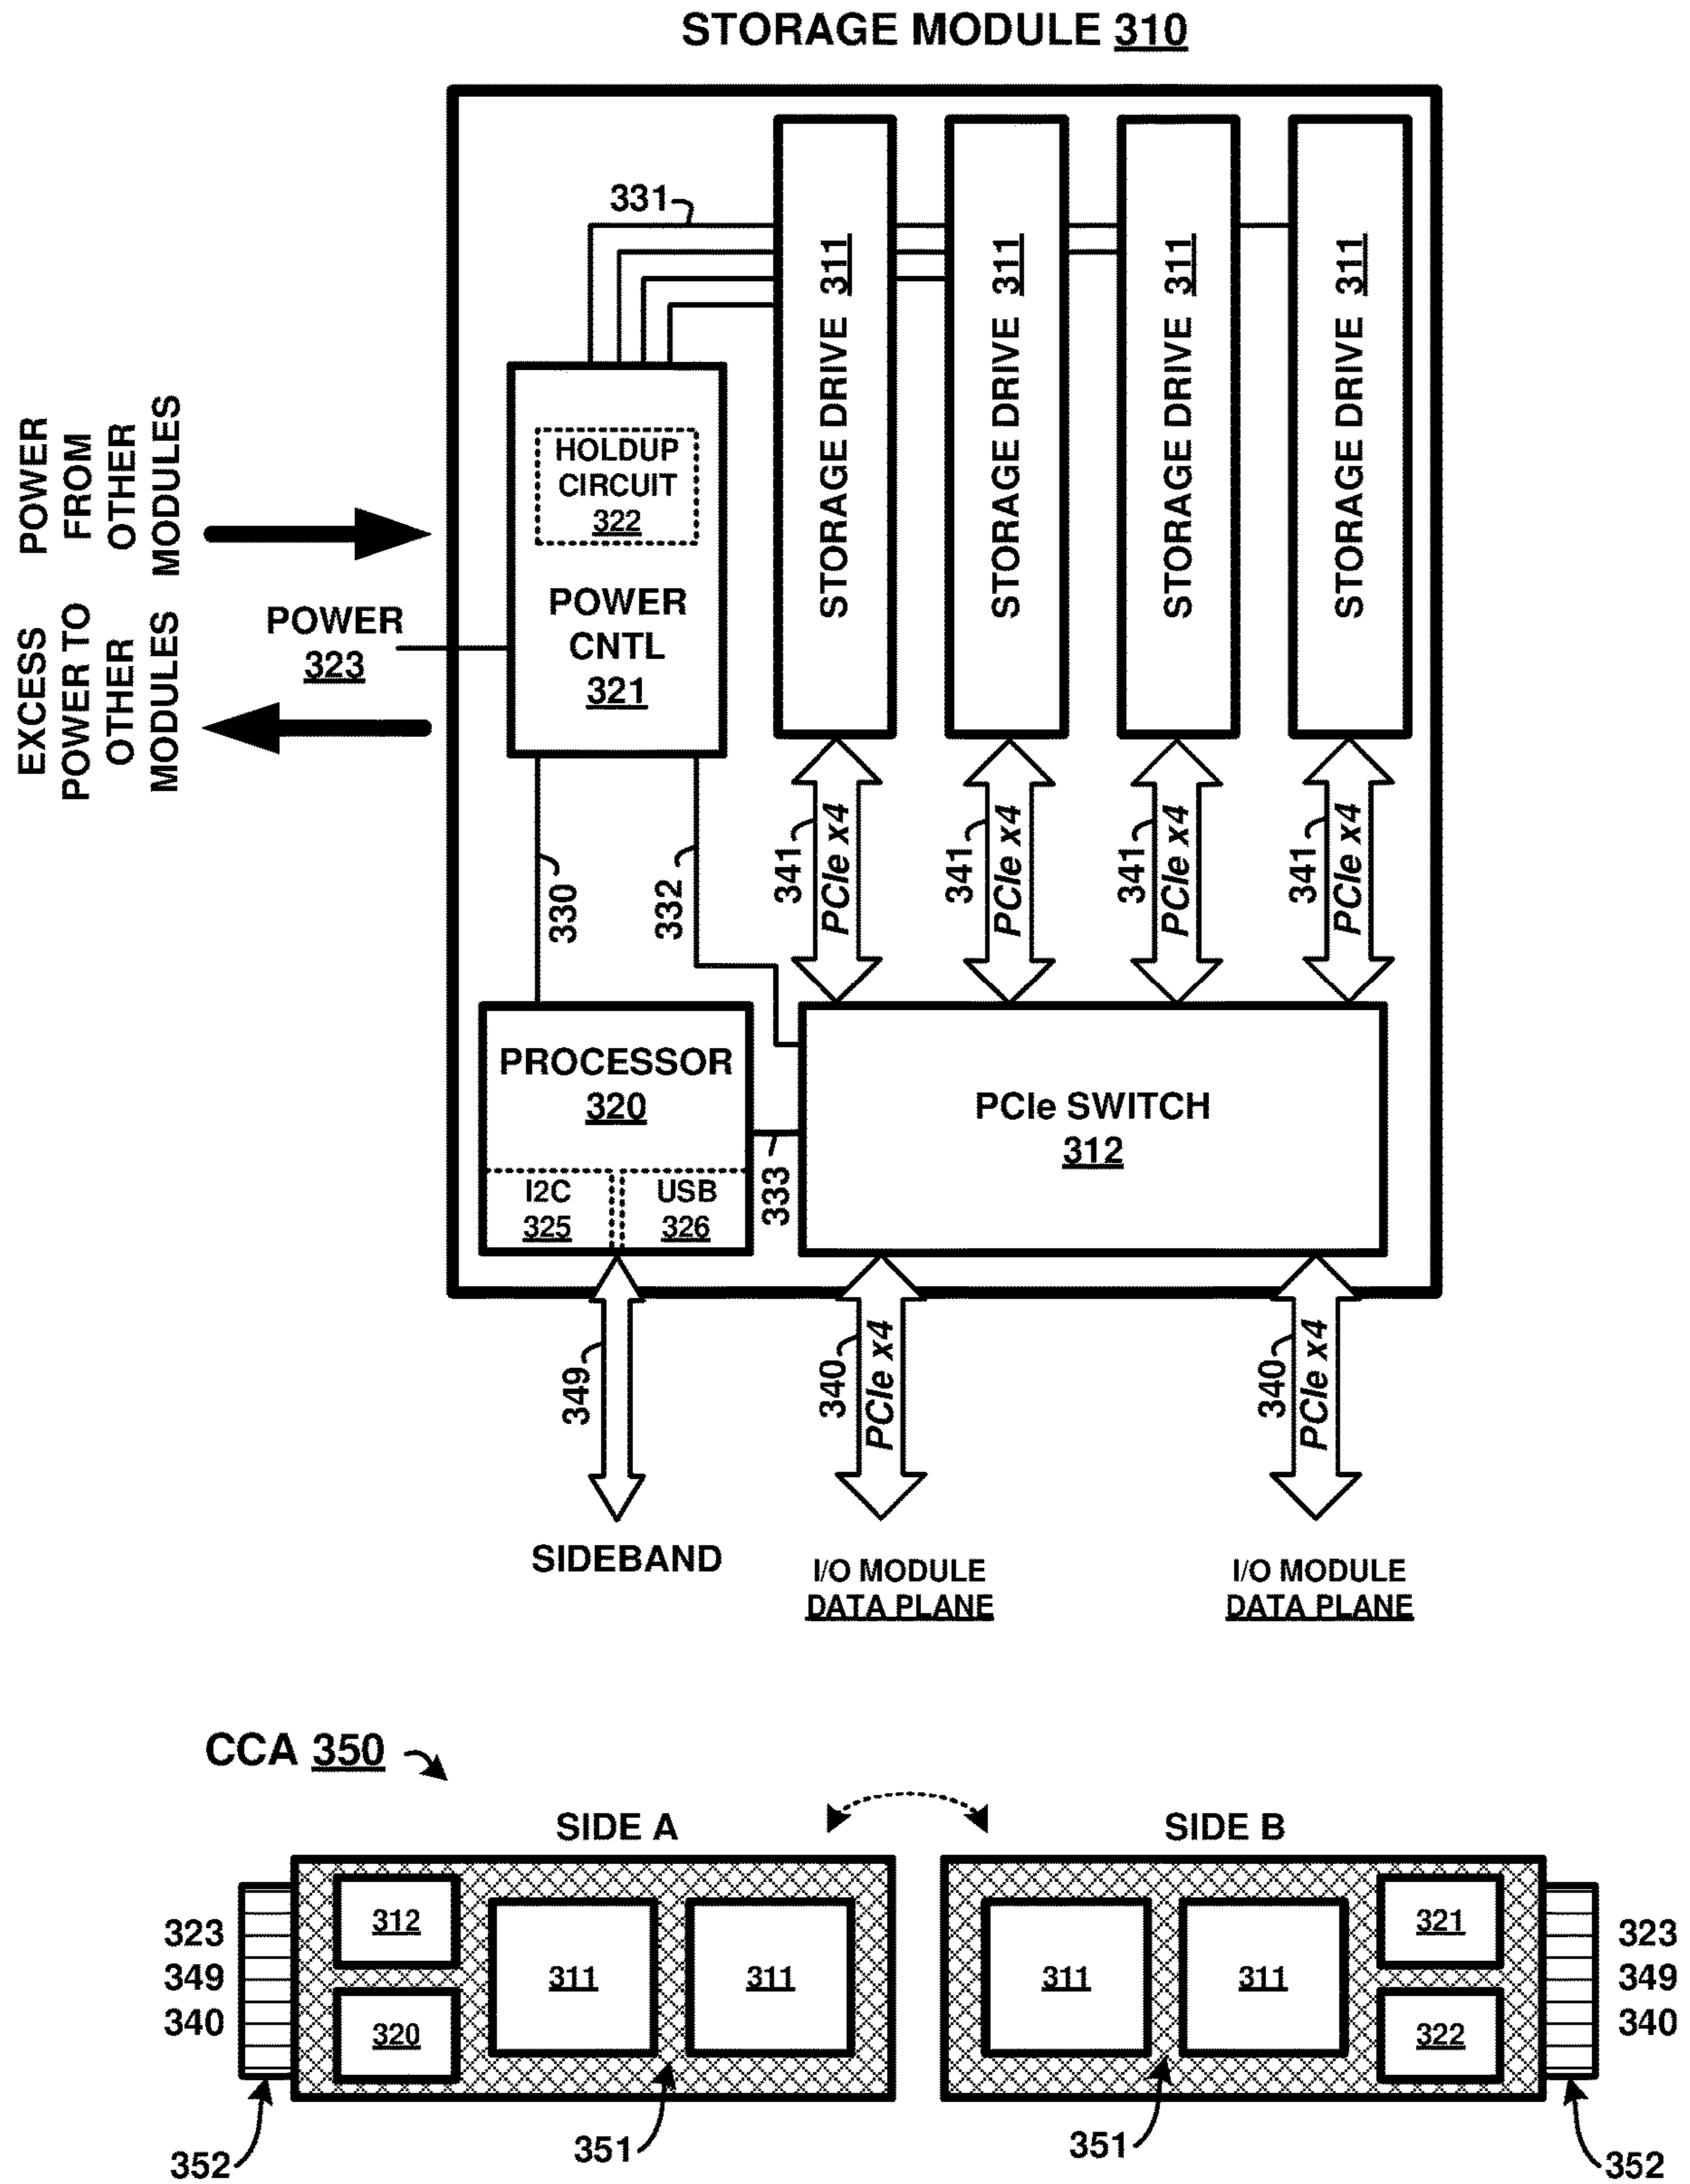 STORAGE MODULE 310
331
STORAGE DRIVE 311
STORAGE DRIVE 311
STORAGE DRIVE 311
STORAGE DRIVE 311
HOLDUP
CIRCUIT
322
POWER
CNTL
321
POWER
FROM
OTHER
MODULES
POWER
323
EXCESS
POWER TO
OTHER
MODULES
330
332
341
PCIe x4
341
PCIe x4
341
PCIe x4
341
PCIe x4
PROCESSOR
320
I2C
325
USB
326
333
PCIe SWITCH
312
349
340
PCIe x4
340
PCIe x4
SIDEBAND
I/O MODULE
DATA PLANE
I/O MODULE
DATA PLANE
CCA 350
SIDE A
SIDE B
323
349
340
312
320
311
311
311
311
321
322
323
349
340
352
351
351
352